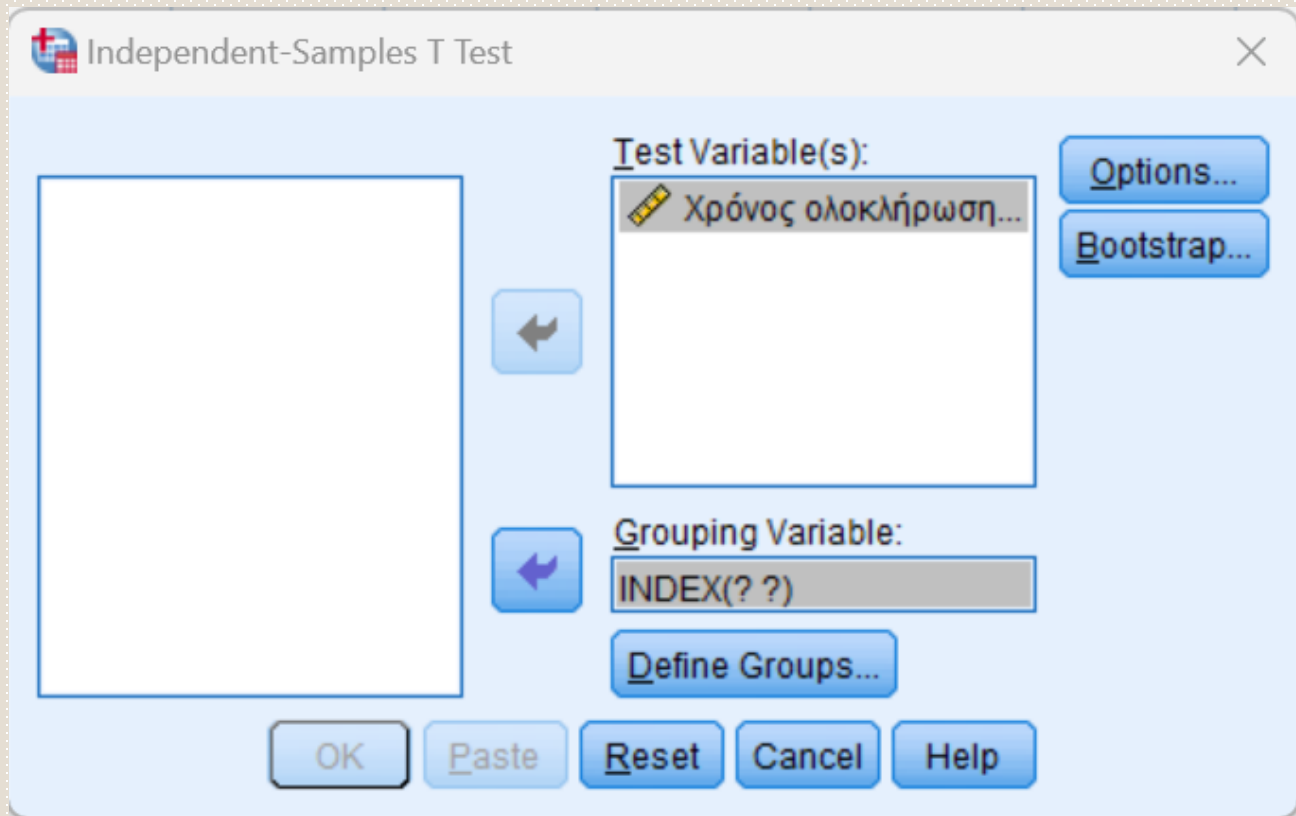 Independent-Samples T Test
Test Variable(s):
Χρόνος ολοκλήρωση...
Options...
Bootstrap...
Grouping Variable:
INDEX(? ?)
Define Groups...
OK
Paste
Reset
Cancel
Help